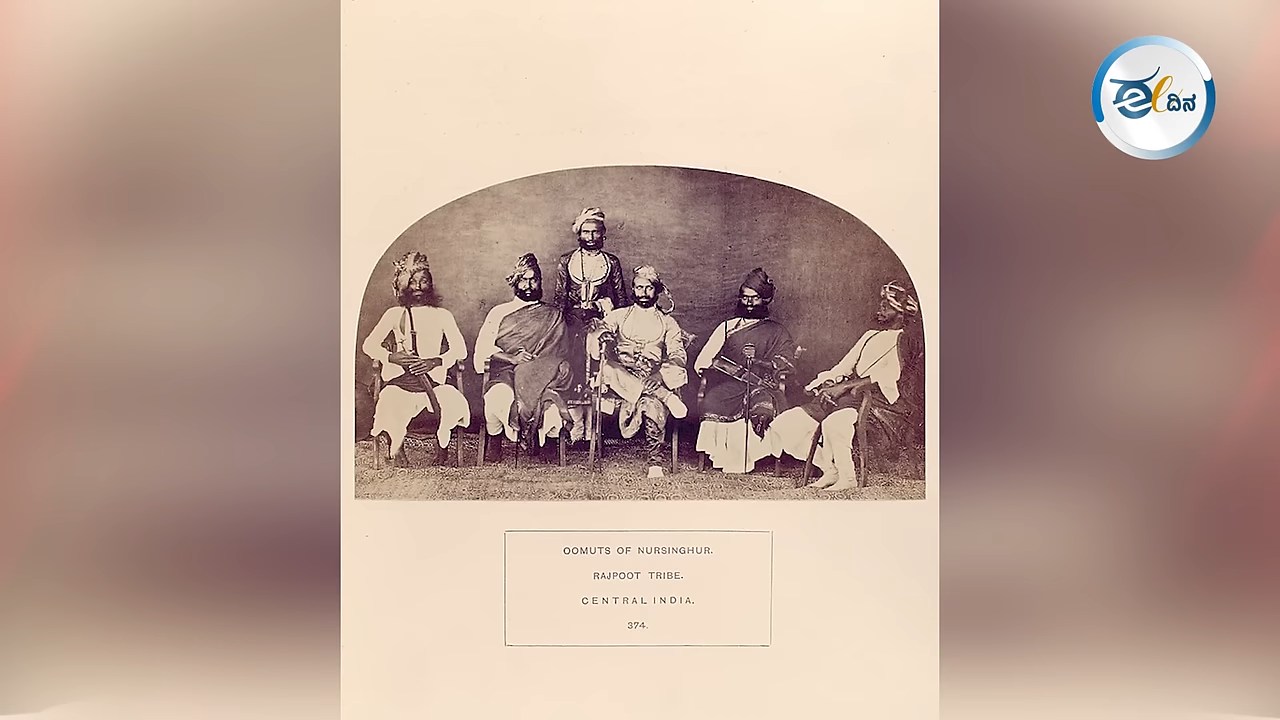 ಈ ದಿನ
OOMUTS OF NURSINGHUR.
RAJPOOT TRIBE.
CENTRAL INDIA.
374.